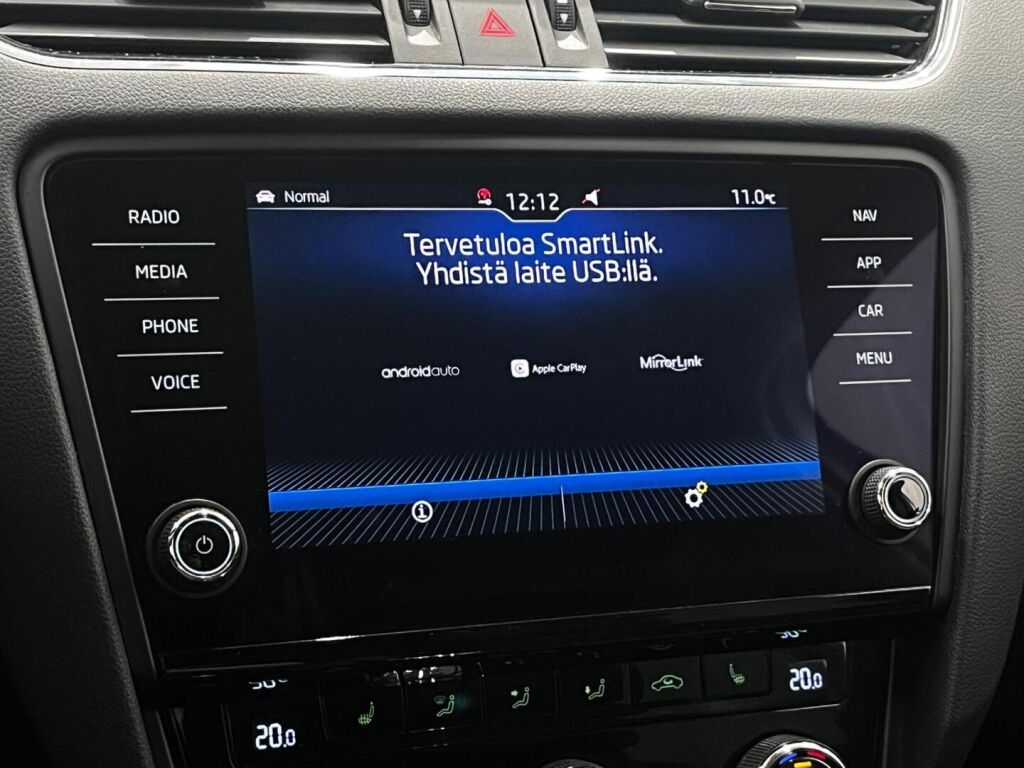 Normal 12:12 11.0°C
RADIO
MEDIA
PHONE
VOICE
Tervetuloa SmartLink.
Yhdistä laite USB:llä.
androidauto Apple CarPlay MirrorLink
NAV
APP
CAR
MENU
20.0
20.0